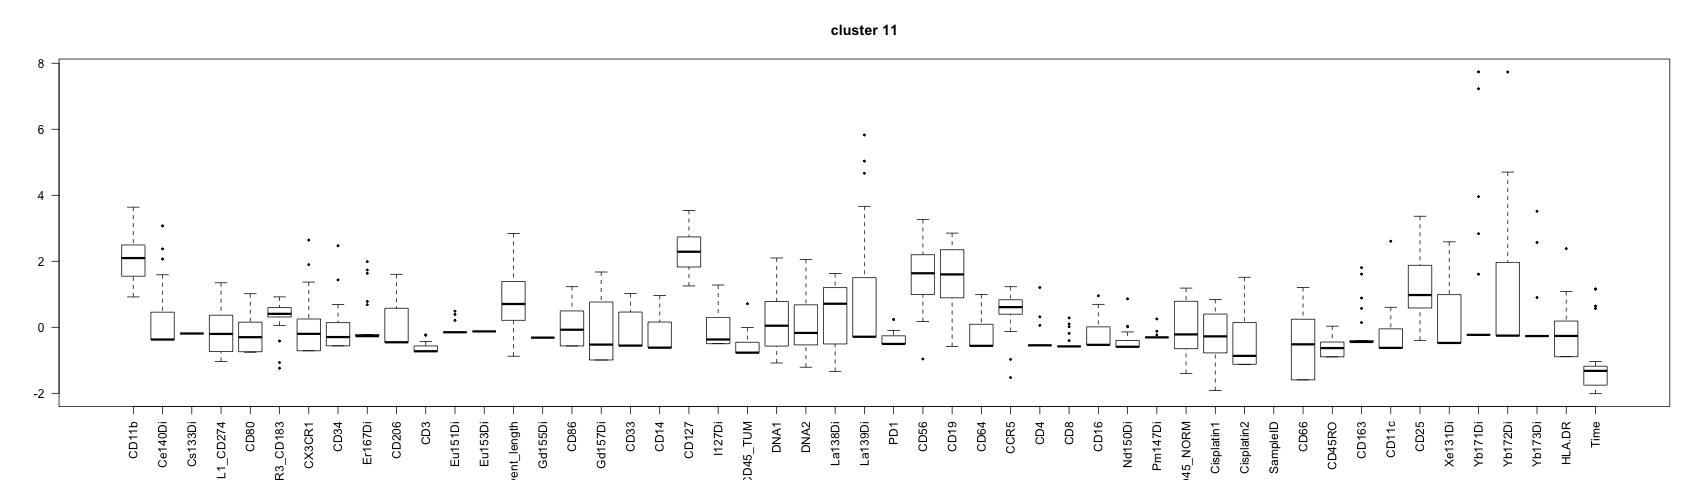 cluster 11
8
6
4
2
0
-2
CD11b
Ce140Di
Cs133Di
L1_CD274
CD80
R3_CD183
CX3CR1
CD34
Er167Di
CD206
CD3
Eu151Di
Eu153Di
vent_length
Gd155Di
CD86
Gd157Di
CD33
CD14
CD127
I127Di
CD45_TUM
DNA1
DNA2
La138Di
La139Di
PD1
CD56
CD19
CD64
CCR5
CD4
CD8
CD16
Nd150Di
Pm147Di
D45_NORM
Cisplatin1
Cisplatin2
SampleID
CD66
CD45RO
CD163
CD11c
CD25
Xe131Di
Yb171Di
Yb172Di
Yb173Di
HLA.DR
Time